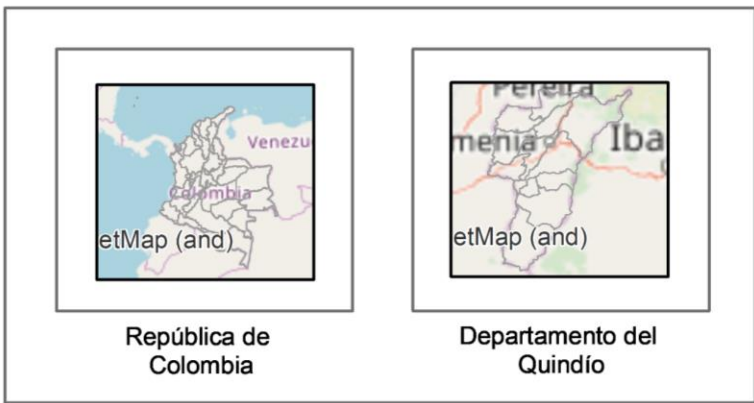 Venezu
Colombia
etMap (and)
República de
Colombia
Pereira
menia
Iba
etMap (and)
Departamento del
Quindío